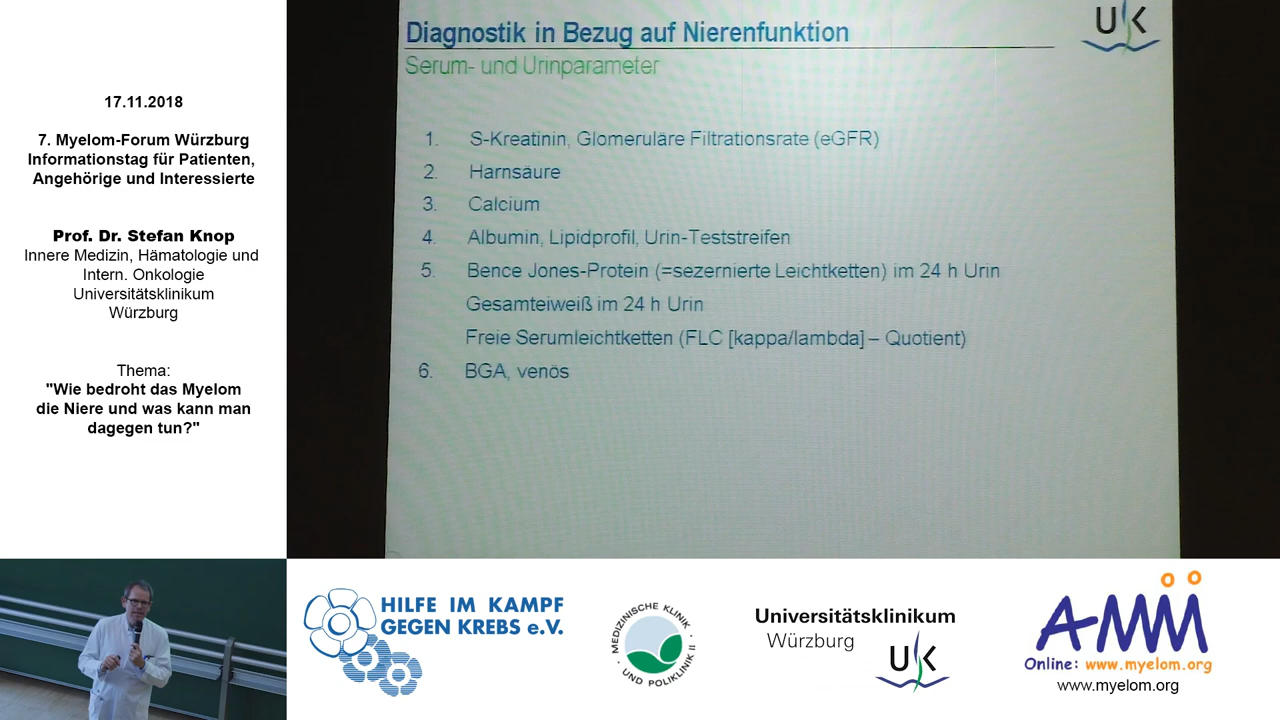 17.11.2018
7. Myelom-Forum Würzburg
Informationstag für Patienten,
Angehörige und Interessierte
Prof. Dr. Stefan Knop
Innere Medizin, Hämatologie und
Intern. Onkologie
Universitätsklinikum
Würzburg
Thema:
"Wie bedroht das Myelom
die Niere und was kann man
dagegen tun?"
Diagnostik in Bezug auf Nierenfunktion
UK
Serum- und Urinparameter
1. S-Kreatinin, Glomeruläre Filtrationsrate (eGFR)
2. Harnsäure
3. Calcium
4. Albumin, Lipidprofil, Urin-Teststreifen
5. Bence Jones-Protein (=sezernierte Leichtketten) im 24 h Urin
Gesamteiweiß im 24 h Urin
Freie Serumleichtketten (FLC [kappa/lambda] – Quotient)
6. BGA, venös
HILFE IM KAMPF
GEGEN KREBS e.V.
MEDIZINISCHE KLINIK
UND POLIKLINIK II
Universitätsklinikum
Würzburg
UK
AMM
Online: www.myelom.org
www.myelom.org